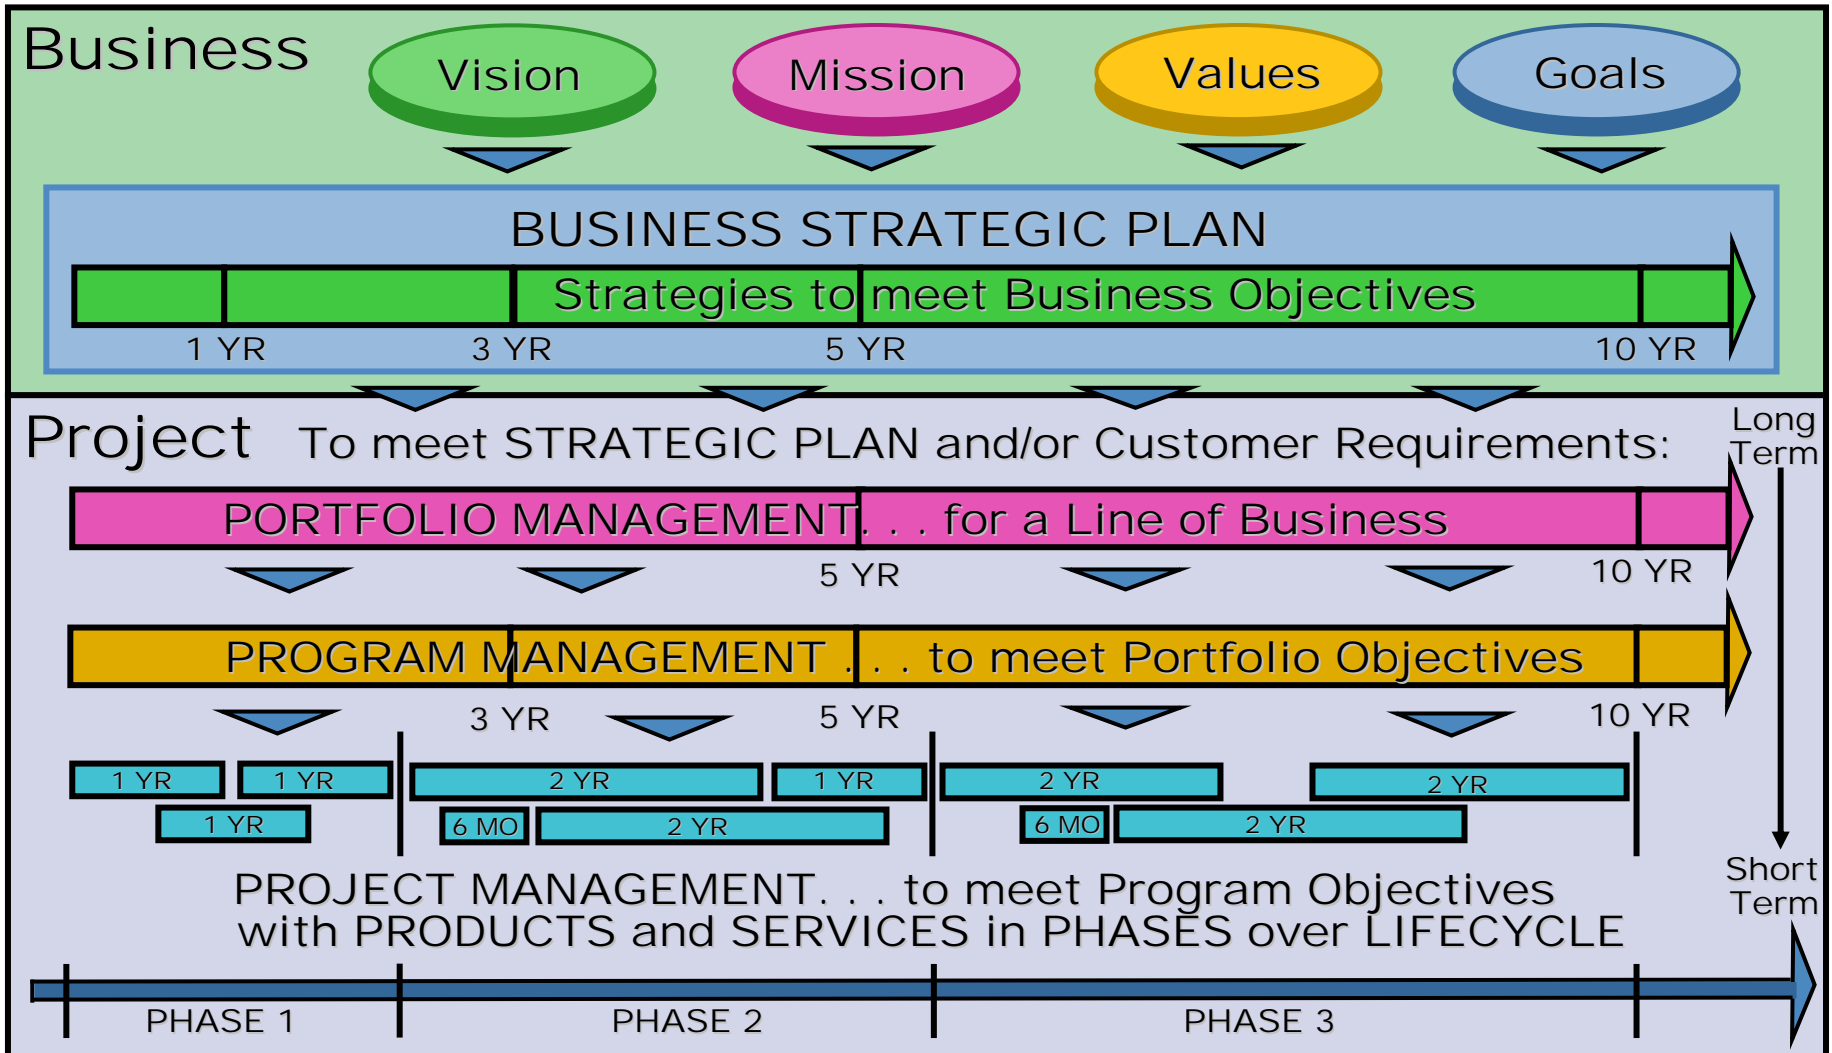 Business
Vision
Mission
Values
Goals
BUSINESS STRATEGIC PLAN
Strategies to meet Business Objectives
1 YR
3 YR
5 YR
10 YR
Project
To meet STRATEGIC PLAN and/or Customer Requirements:
Long
Term
PORTFOLIO MANAGEMENT. . . for a Line of Business
5 YR
10 YR
PROGRAM MANAGEMENT . . . to meet Portfolio Objectives
3 YR
5 YR
10 YR
1 YR
1 YR
2 YR
1 YR
2 YR
2 YR
1 YR
6 MO
2 YR
6 MO
2 YR
PROJECT MANAGEMENT. . . to meet Program Objectives
with PRODUCTS and SERVICES in PHASES over LIFECYCLE
Short
Term
PHASE 1
PHASE 2
PHASE 3